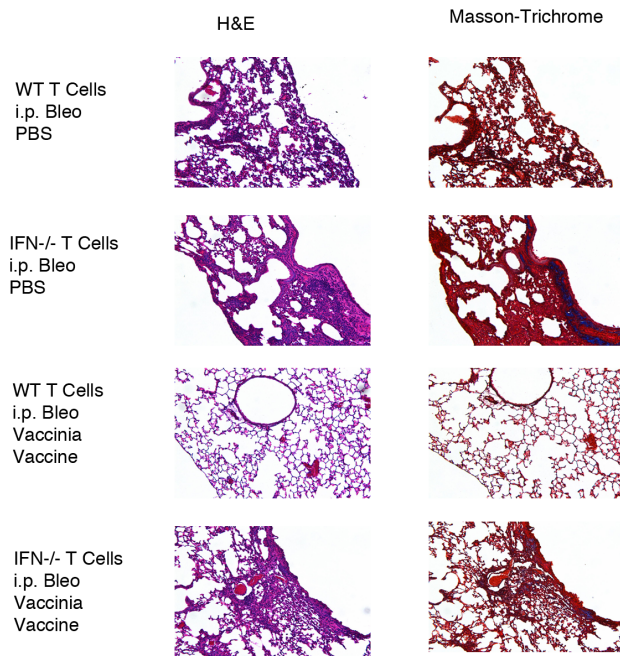 H&E
Masson-Trichrome
WT T Cells
i.p. Bleo
PBS
IFN-/- T Cells
i.p. Bleo
PBS
WT T Cells
i.p. Bleo
Vaccinia
Vaccine
IFN-/- T Cells
i.p. Bleo
Vaccinia
Vaccine